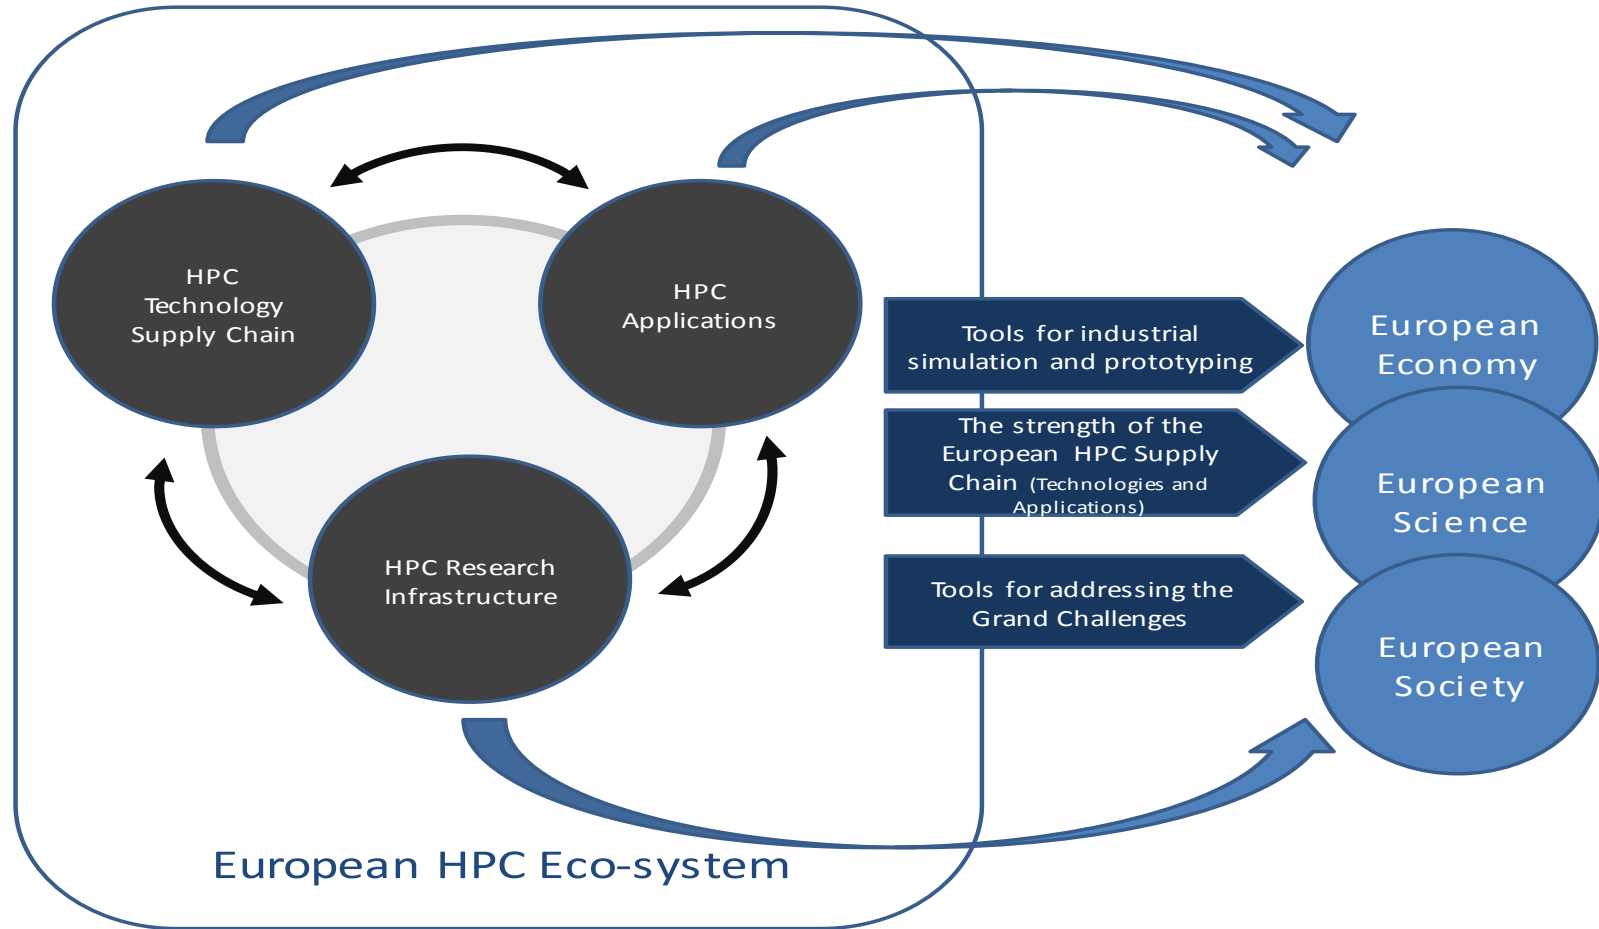 HPC
Technology
Supply Chain
HPC
Applications
HPC Research
Infrastructure
Tools for industrial
simulation and prototyping
The strength of the
European HPC Supply
Chain (Technologies and
Applications)
Tools for addressing the
Grand Challenges
European
Economy
European
Science
European
Society
European HPC Eco-system